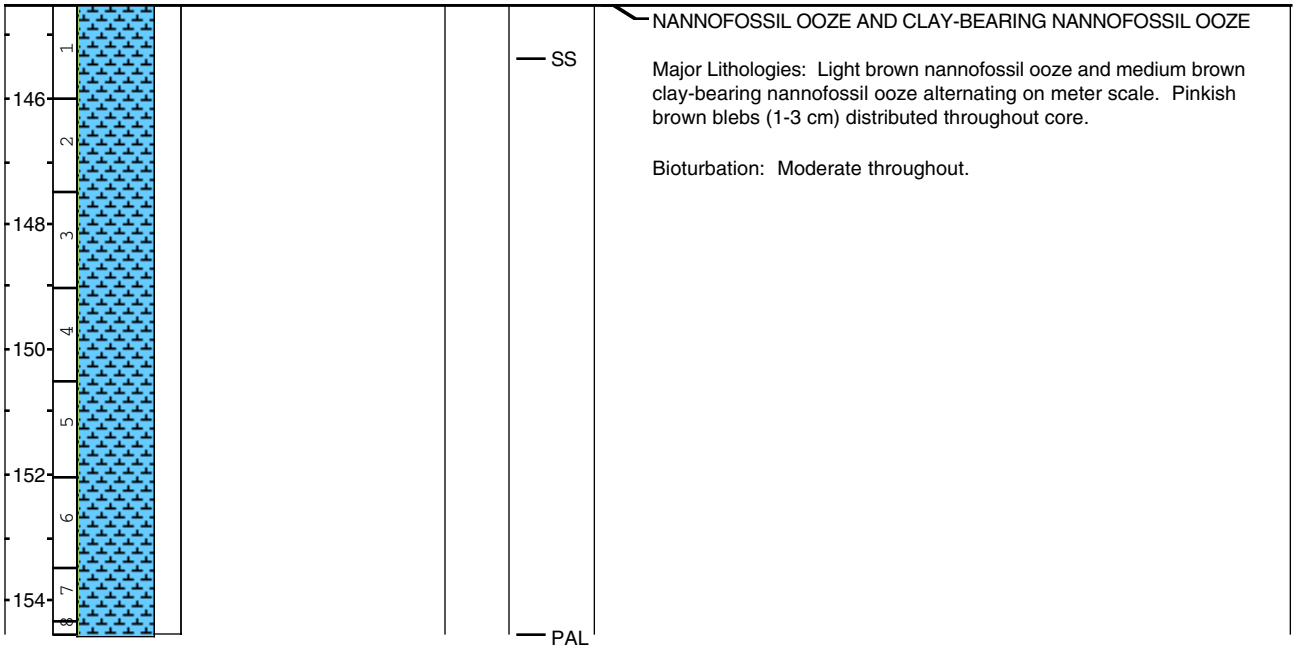 NANNOFOSSIL OOZE AND CLAY-BEARING NANNOFOSSIL OOZE
1
SS
Major Lithologies: Light brown nannofossil ooze and medium brown
clay-bearing nannofossil ooze alternating on meter scale. Pinkish
brown blebs (1-3 cm) distributed throughout core.
146
2
Bioturbation: Moderate throughout.
148
3
4
150
5
152
6
7
154
8
PAL